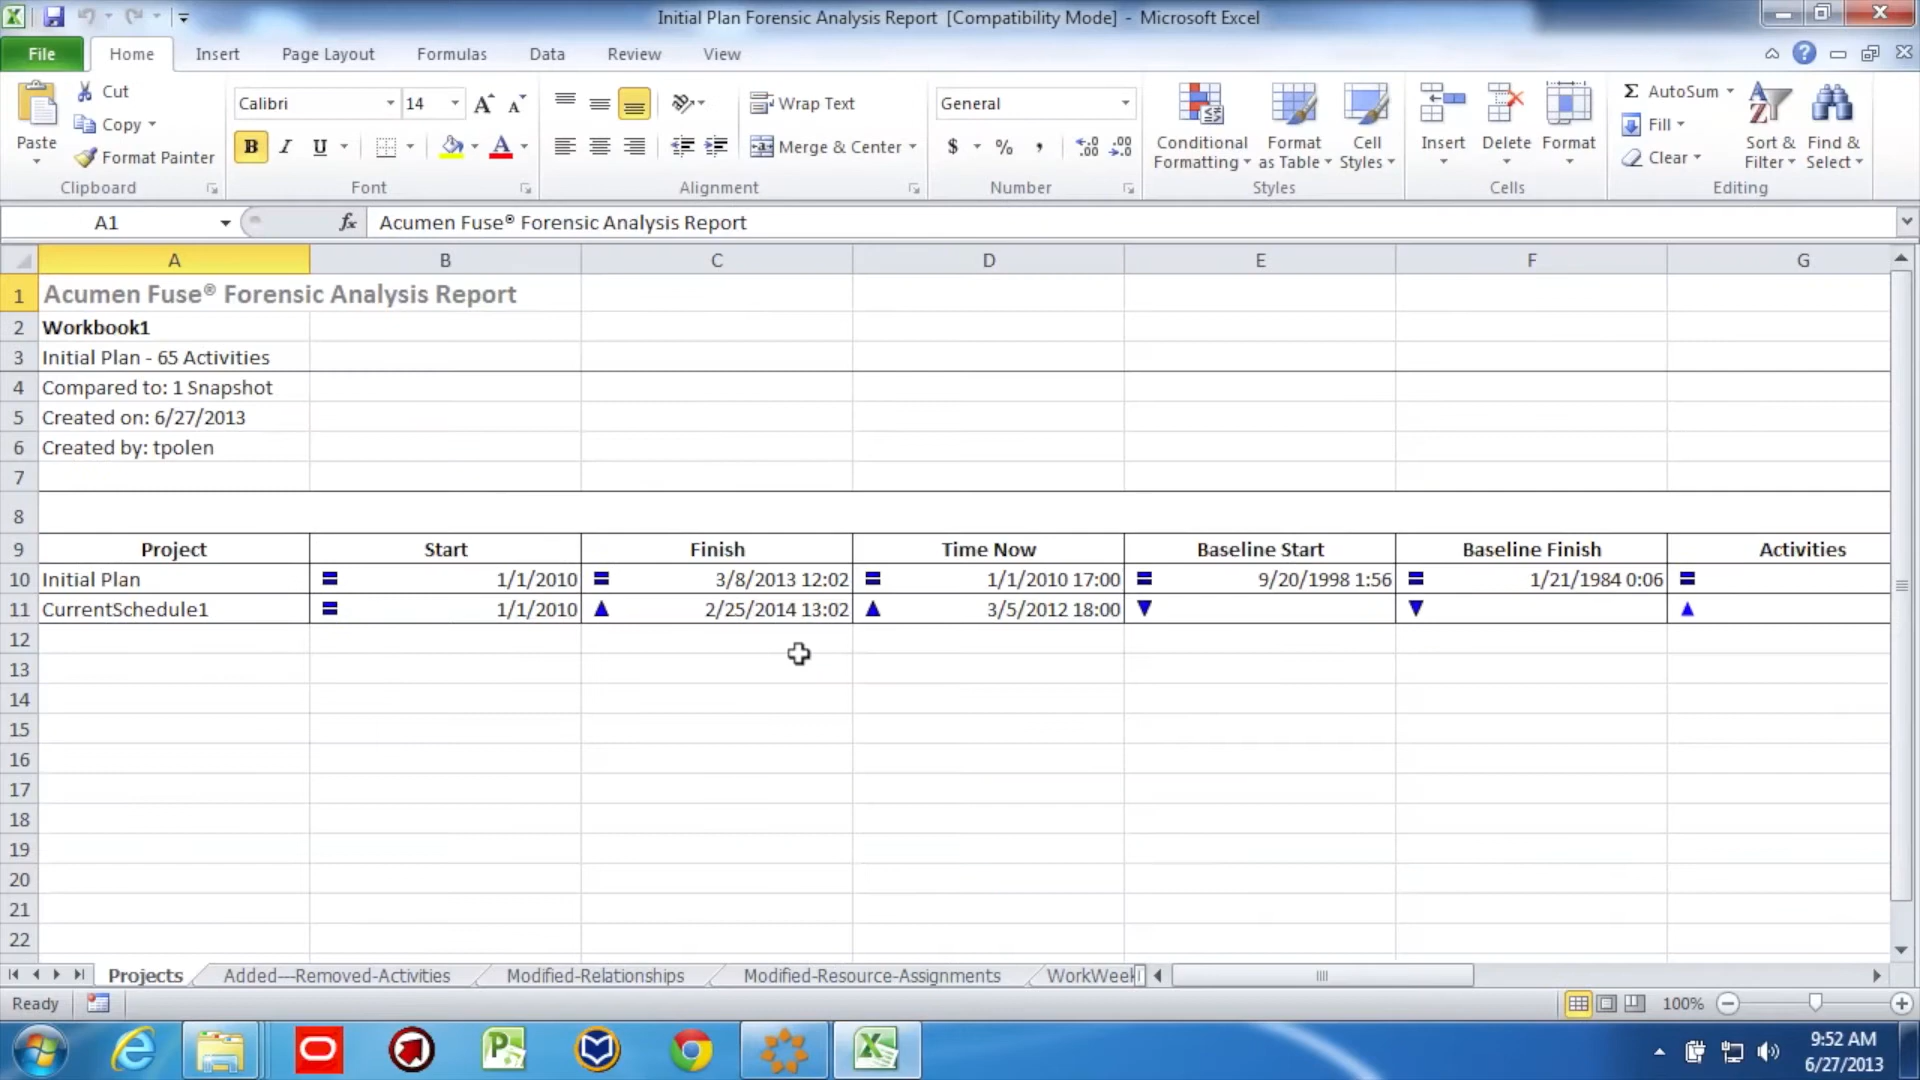 Initial Plan Forensic Analysis Report [Compatibility Mode] - Microsoft Excel
File Home Insert Page Layout Formulas Data Review View
Paste
Cut
Copy
Format Painter
Clipboard
Calibri 14
B I U A
Font
Wrap Text
Merge & Center
Alignment
General
$ % ,
Number
Conditional Formatting
Format as Table
Cell Styles
Styles
Insert Delete Format
Cells
Σ AutoSum
Fill
Clear
Sort & Filter
Find & Select
Editing
A1 fx Acumen Fuse® Forensic Analysis Report
A B C D E F G
1 Acumen Fuse® Forensic Analysis Report
2 Workbook1
3 Initial Plan - 65 Activities
4 Compared to: 1 Snapshot
5 Created on: 6/27/2013
6 Created by: tpolen
7
8
9 Project Start Finish Time Now Baseline Start Baseline Finish Activities
10 Initial Plan = 1/1/2010 = 3/8/2013 12:02 = 1/1/2010 17:00 = 9/20/1998 1:56 = 1/21/1984 0:06 =
11 CurrentSchedule1 = 1/1/2010 ▲ 2/25/2014 13:02 ▲ 3/5/2012 18:00 ▼ ▼ ▲
12
13
14
15
16
17
18
19
20
21
22
Projects Added---Removed-Activities Modified-Relationships Modified-Resource-Assignments WorkWeek
Ready 100%
9:52 AM
6/27/2013